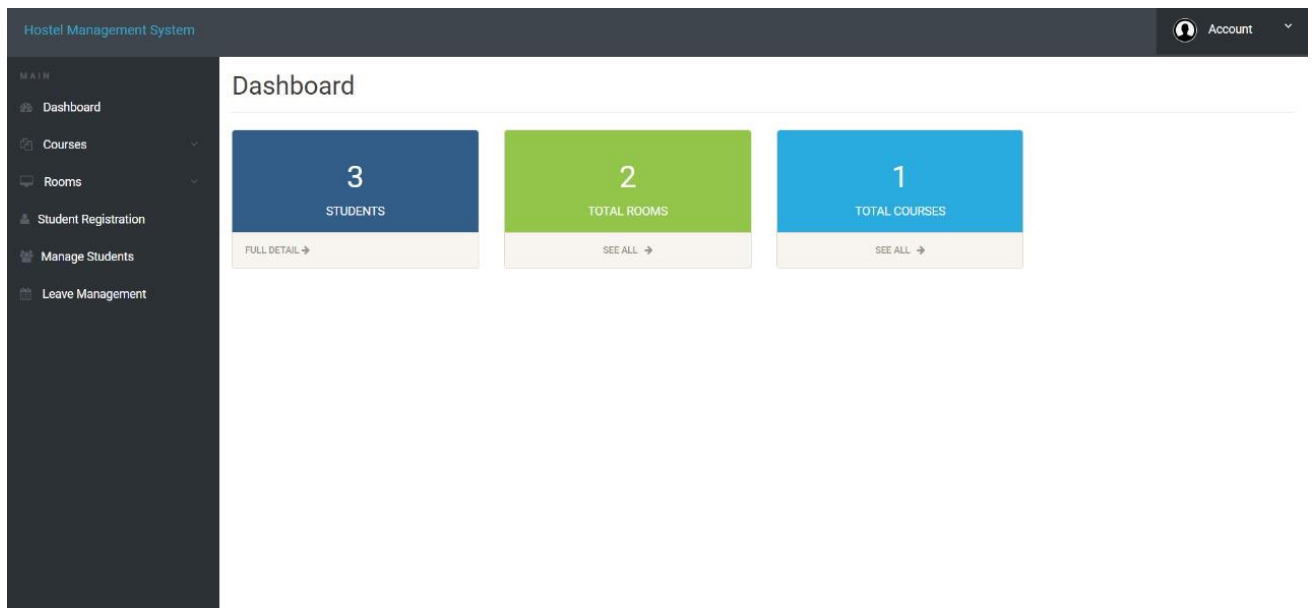 Hostel Management System
Account
MAIN
Dashboard
Courses
Rooms
Student Registration
Manage Students
Leave Management
Dashboard
3
STUDENTS
FULL DETAIL
2
TOTAL ROOMS
SEE ALL
1
TOTAL COURSES
SEE ALL